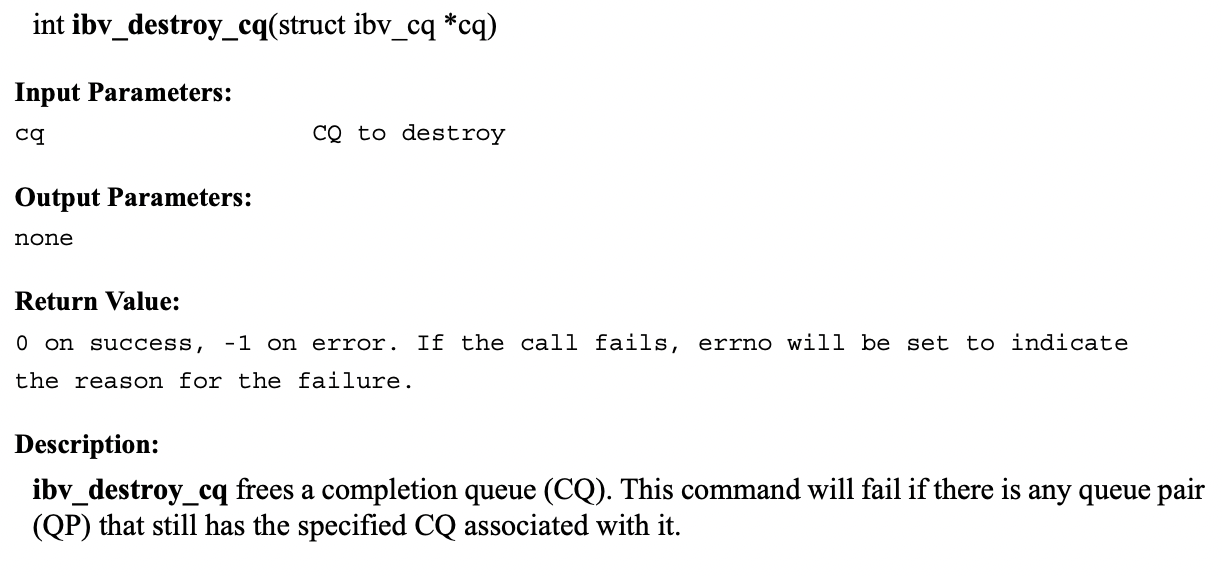 int ibv_destroy_cq(struct ibv_cq *cq)
Input Parameters:
cq CQ to destroy
Output Parameters:
none
Return Value:
0 on success, -1 on error. If the call fails, errno will be set to indicate
the reason for the failure.
Description:
ibv_destroy_cq frees a completion queue (CQ). This command will fail if there is any queue pair
(QP) that still has the specified CQ associated with it.